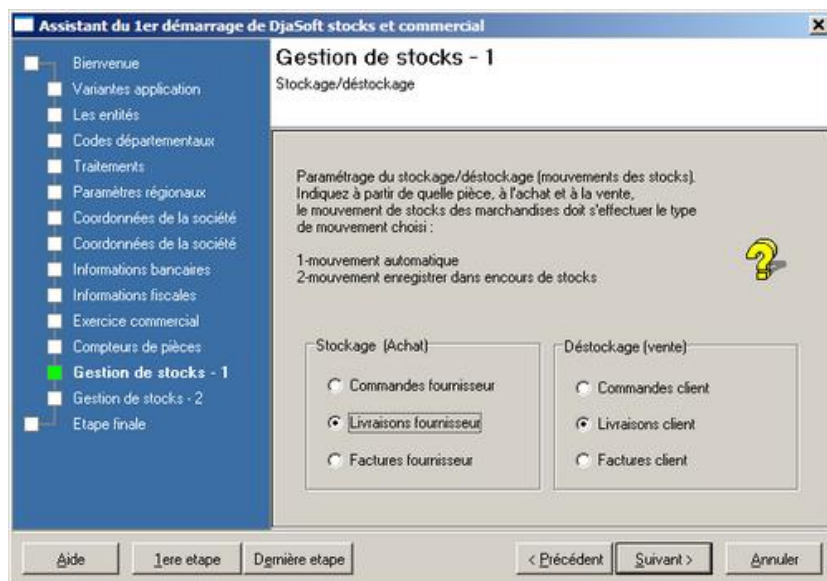 Assistant du 1er démarrage de DjaSoft stocks et commercial
Bienvenue
Variantes application
Les entités
Codes départementaux
Traitements
Paramètres régionaux
Coordonnées de la société
Coordonnées de la société
Informations bancaires
Informations fiscales
Exercice commercial
Compteurs de pièces
Gestion de stocks - 1
Gestion de stocks - 2
Etape finale
Gestion de stocks - 1
Stockage/déstockage
Paramétrage du stockage/déstockage (mouvements des stocks).
Indiquez à partir de quelle pièce, à l'achat et à la vente,
le mouvement de stocks des marchandises doit s'effectuer le type
de mouvement choisi :
1-mouvement automatique
2-mouvement enregistrer dans encours de stocks
Stockage (Achat)
Commandes fournisseur
Livraisons fournisseur
Factures fournisseur
Déstockage (vente)
Commandes client
Livraisons client
Factures client
Aide
1ere etape
Dernière etape
< Précédent
Suivant >
Annuler